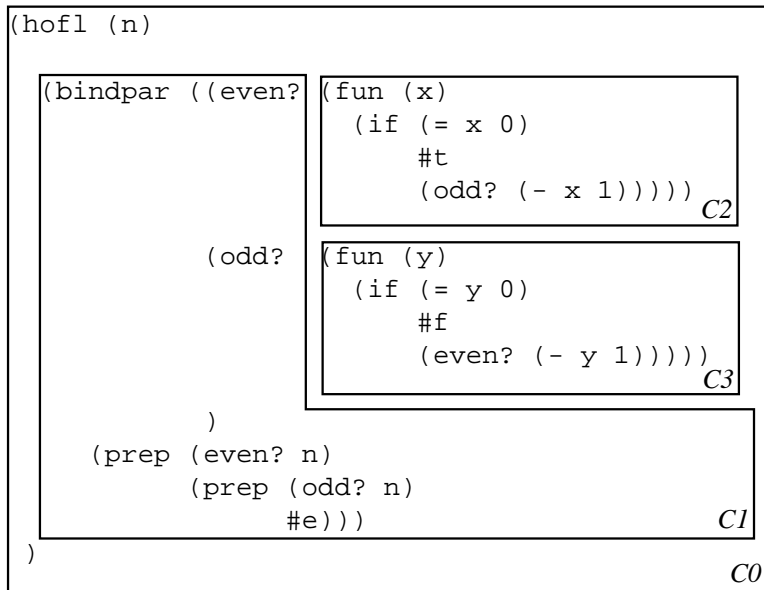 (hofl (n)
(bindpar ((even? (fun (x)
(if (= x 0)
#t
(odd? (- x 1)))))
C2
(odd? (fun (y)
(if (= y 0)
#f
(even? (- y 1)))))
C3
)
(prep (even? n)
(prep (odd? n)
#e)))
C1
)
C0